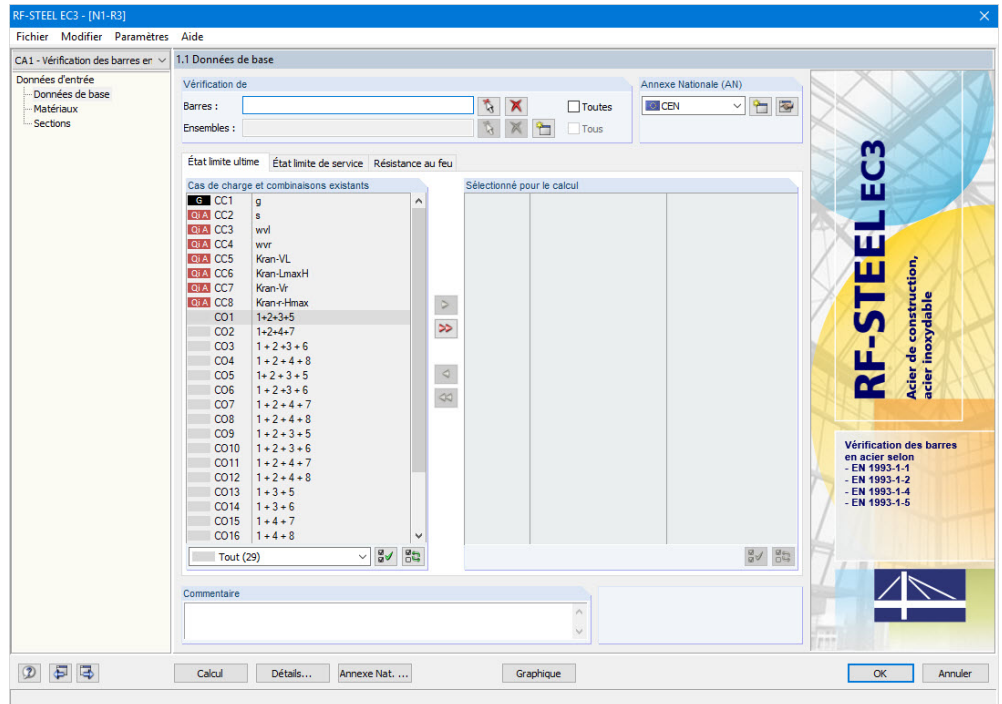 RF-STEEL EC3 - [N1-R3]
Fichier Modifier Paramètres Aide
CA1 - Vérification des barres er
1.1 Données de base
Données d'entrée
Données de base
Matériaux
Sections
Vérification de
Barres :
Toutes
Ensembles :
Tous
Annexe Nationale (AN)
CEN
État limite ultime État limite de service Résistance au feu
Cas de charge et combinaisons existants
G CC1 g
Qi A CC2 s
Qi A CC3 wvl
Qi A CC4 wvr
Qi A CC5 Kran-VL
Qi A CC6 Kran-LmaxH
Qi A CC7 Kran-Vr
Qi A CC8 Kran-r-Hmax
CO1 1+2+3+5
CO2 1+2+4+7
CO3 1 + 2 +3 + 6
CO4 1 + 2 + 4 + 8
CO5 1+ 2 + 3 + 5
CO6 1 + 2 +3 + 6
CO7 1 + 2 + 4 + 7
CO8 1 + 2 + 4 + 8
CO9 1 + 2 + 3 + 5
CO10 1 + 2 + 3 + 6
CO11 1 + 2 + 4 + 7
CO12 1 + 2 + 4 + 8
CO13 1 + 3 + 5
CO14 1 + 3 + 6
CO15 1 + 4 + 7
CO16 1 + 4 + 8
Tout (29)
Sélectionné pour le calcul
Commentaire
RF-STEEL EC3
Acier de construction,
acier inoxydable
Vérification des barres
en acier selon
- EN 1993-1-1
- EN 1993-1-2
- EN 1993-1-4
- EN 1993-1-5
Calcul
Détails...
Annexe Nat. ...
Graphique
OK
Annuler